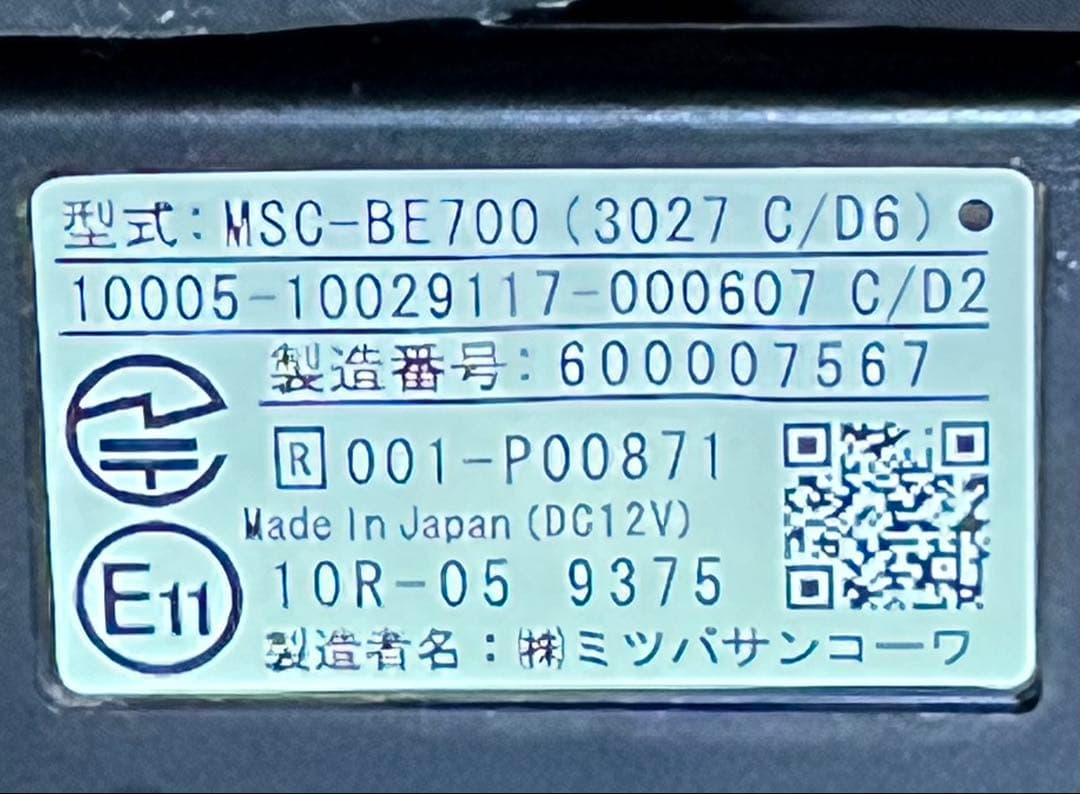 型式：MSC-BE700（3027 C/D6）
10005-10029117-000607 C/D2
製造番号：600007567
R 001-P00871
Made In Japan (DC12V)
E11 10R-05 9375
製造者名：㈱ミツバサンコーワ